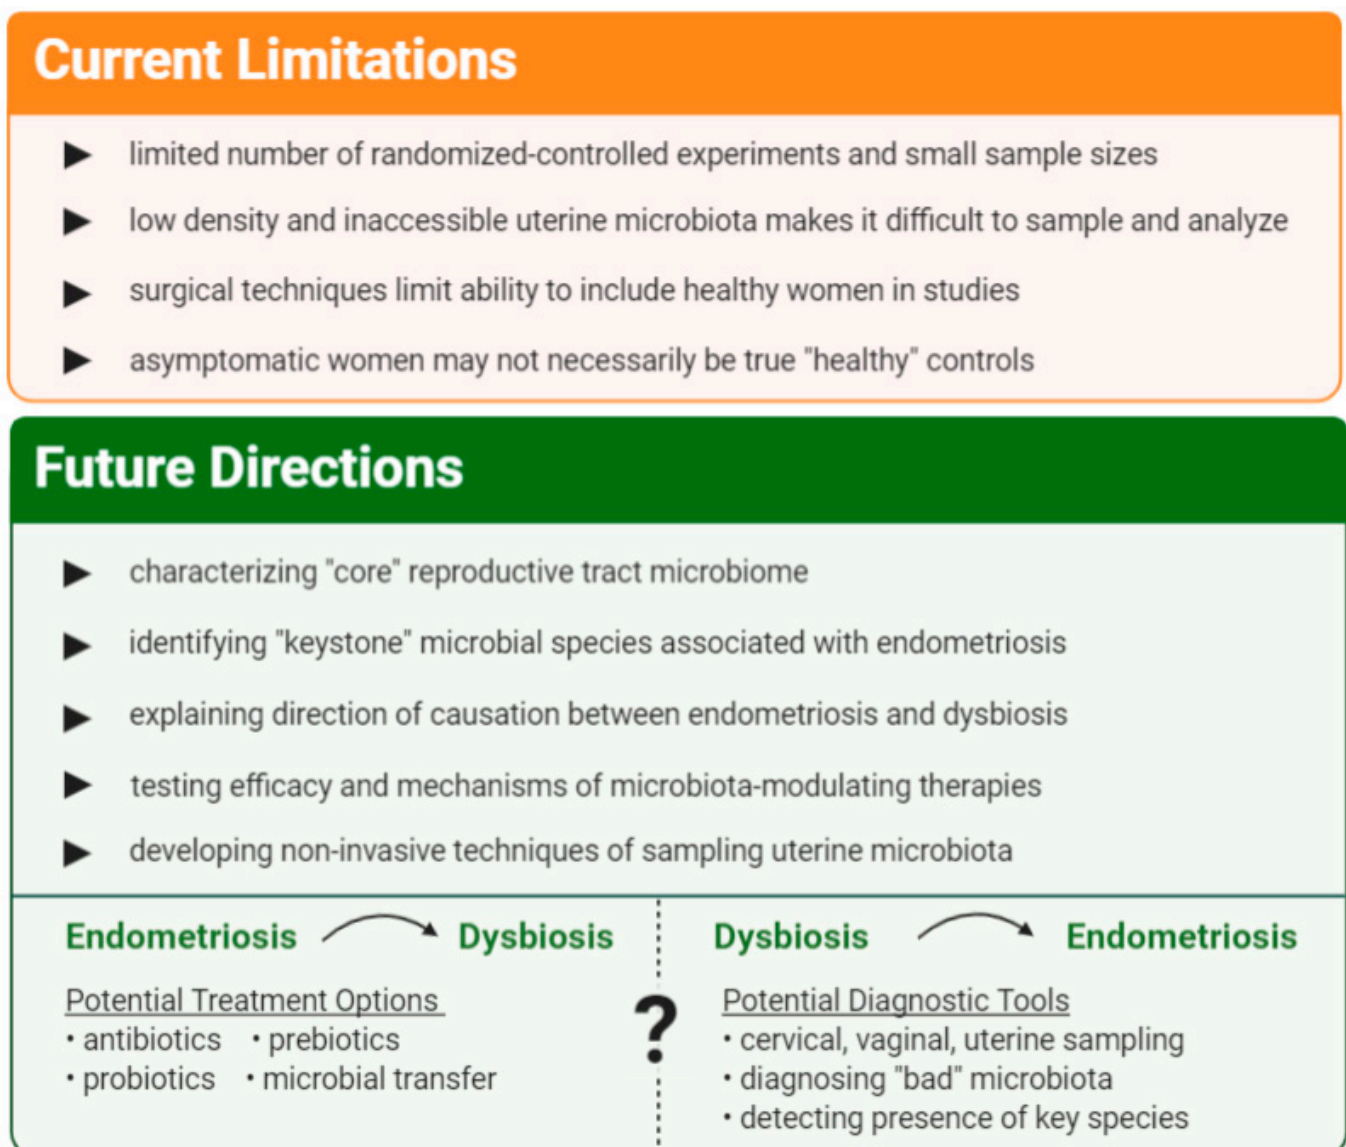 Current Limitations
▶ limited number of randomized-controlled experiments and small sample sizes
▶ low density and inaccessible uterine microbiota makes it difficult to sample and analyze
▶ surgical techniques limit ability to include healthy women in studies
▶ asymptomatic women may not necessarily be true "healthy" controls
Future Directions
▶ characterizing "core" reproductive tract microbiome
▶ identifying "keystone" microbial species associated with endometriosis
▶ explaining direction of causation between endometriosis and dysbiosis
▶ testing efficacy and mechanisms of microbiota-modulating therapies
▶ developing non-invasive techniques of sampling uterine microbiota
Endometriosis Dysbiosis
Potential Treatment Options
• antibiotics • prebiotics
• probiotics • microbial transfer
?
Dysbiosis Endometriosis
Potential Diagnostic Tools
• cervical, vaginal, uterine sampling
• diagnosing "bad" microbiota
• detecting presence of key species